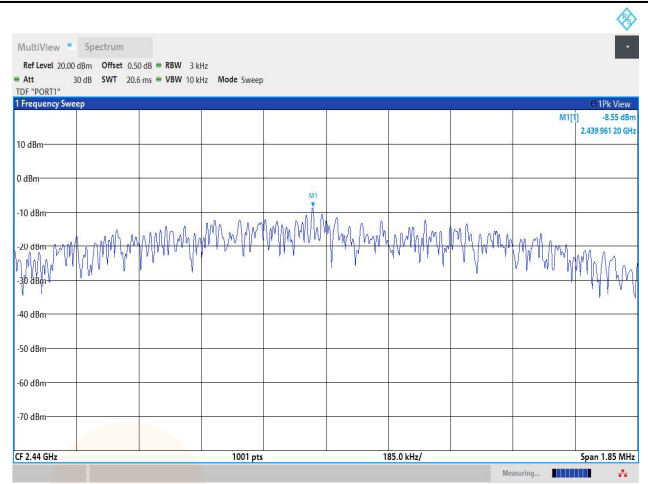 MultiView Spectrum
Ref Level 20.00 dBm Offset 0.50 dB RBW 3 kHz
Att 30 dB SWT 20.6 ms VBW 10 kHz Mode Sweep
TDF "PORT1"
1 Frequency Sweep 1Pk View
M1[1] -8.55 dBm
2.439 961 20 GHz
10 dBm
0 dBm
M1
-10 dBm
-20 dBm
-30 dBm
-40 dBm
-50 dBm
-60 dBm
-70 dBm
CF 2.44 GHz 1001 pts 185.0 kHz/ Span 1.85 MHz
Measuring...